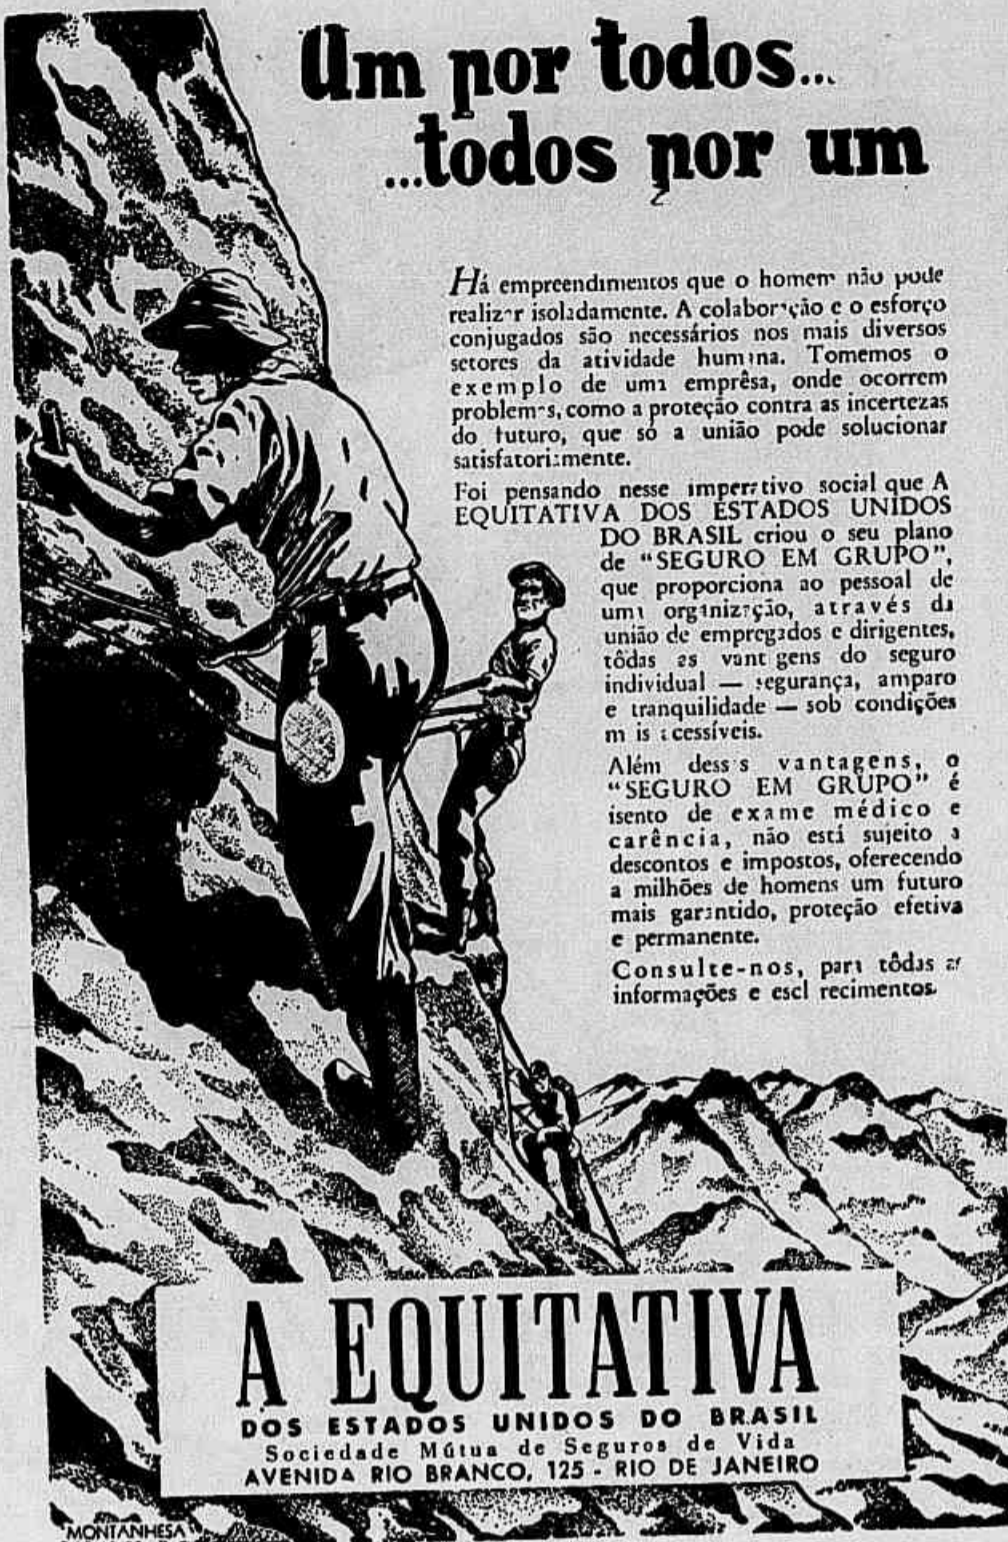 Um por todos...
...todos por um
Há empreendimentos que o homem não pode
realizar isoladamente. A colaboração e o esforço
conjugados são necessários nos mais diversos
setores da atividade humana. Tomemos o
exemplo de uma emprêsa, onde ocorrem
problemas, como a proteção contra as incertezas
do futuro, que só a união pode solucionar
satisfatoriamente.
Foi pensando nesse imperativo social que A
EQUITATIVA DOS ESTADOS UNIDOS
DO BRASIL criou o seu plano
de "SEGURO EM GRUPO",
que proporciona ao pessoal de
uma organização, através da
união de empregados e dirigentes,
tôdas as vantagens do seguro
individual — segurança, amparo
e tranquilidade — sob condições
mais acessíveis.
Além dessas vantagens, o
"SEGURO EM GRUPO" é
isento de exame médico e
carência, não está sujeito a
descontos e impostos, oferecendo
a milhões de homens um futuro
mais garantido, proteção efetiva
e permanente.
Consulte-nos, para tôdas as
informações e esclarecimentos.
A EQUITATIVA
DOS ESTADOS UNIDOS DO BRASIL
Sociedade Mútua de Seguros de Vida
AVENIDA RIO BRANCO, 125 - RIO DE JANEIRO
MONTANHESA